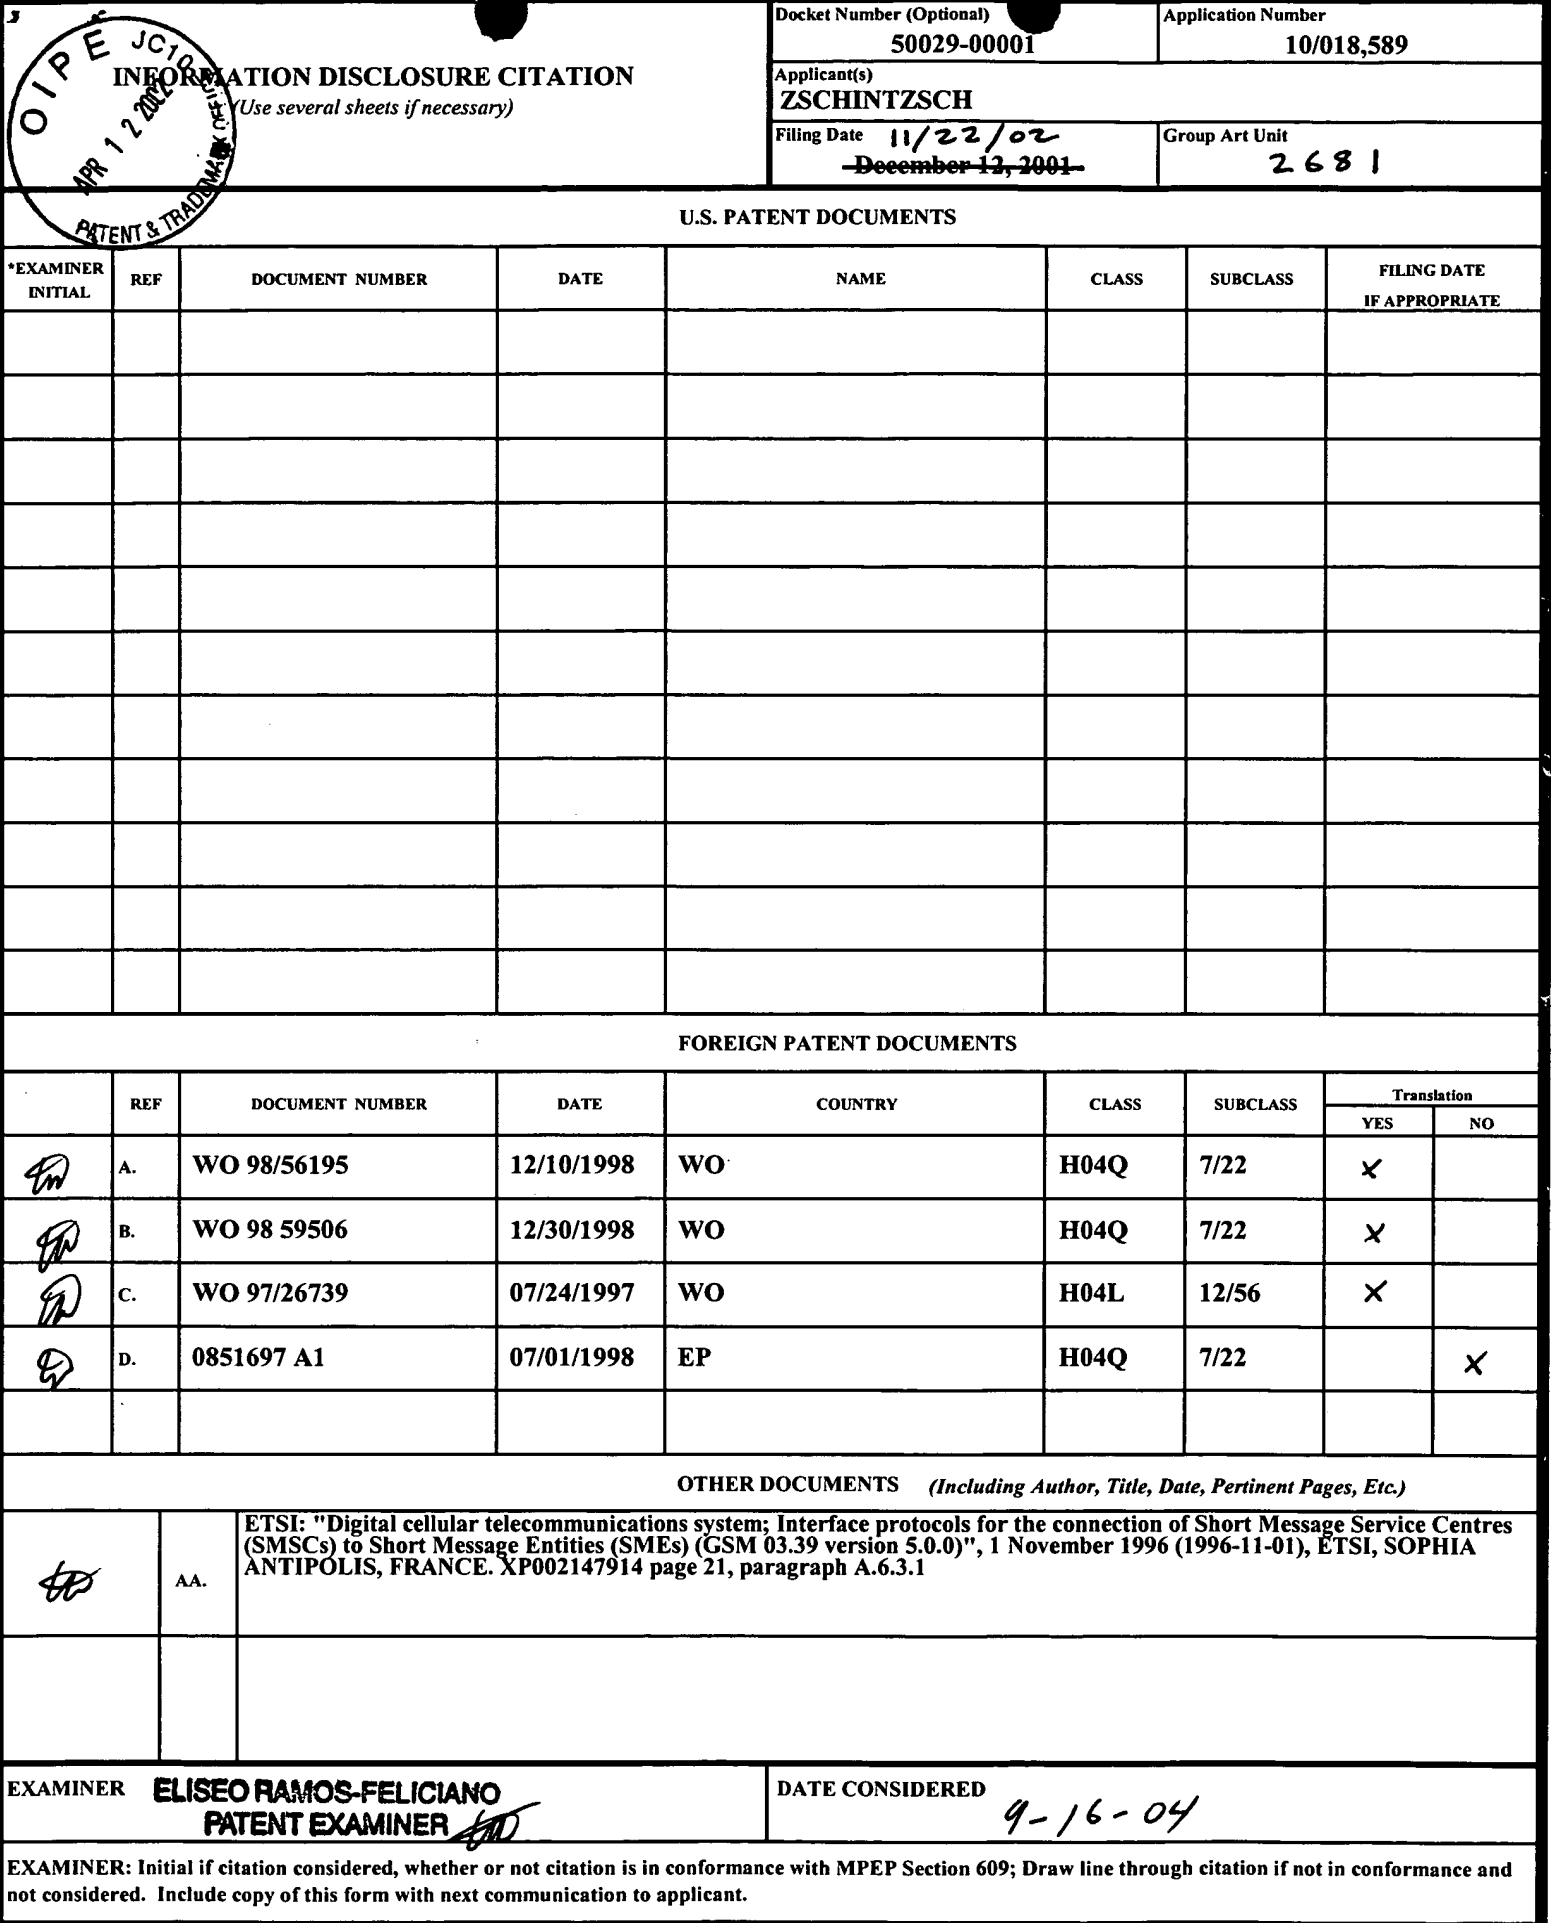 OIPE JC10
APR 12 2002
PATENT & TRADEMARK
INFORMATION DISCLOSURE CITATION
(Use several sheets if necessary)
Docket Number (Optional)
50029-00001
Application Number
10/018,589
Applicant(s)
ZSCHINTZSCH
Filing Date 11/22/02
December 12, 2001
Group Art Unit
2681
U.S. PATENT DOCUMENTS
*EXAMINER INITIAL REF DOCUMENT NUMBER DATE NAME CLASS SUBCLASS FILING DATE IF APPROPRIATE
FOREIGN PATENT DOCUMENTS
REF DOCUMENT NUMBER DATE COUNTRY CLASS SUBCLASS Translation
YES NO
A. WO 98/56195 12/10/1998 WO H04Q 7/22 X
B. WO 98 59506 12/30/1998 WO H04Q 7/22 X
C. WO 97/26739 07/24/1997 WO H04L 12/56 X
D. 0851697 A1 07/01/1998 EP H04Q 7/22 X
OTHER DOCUMENTS (Including Author, Title, Date, Pertinent Pages, Etc.)
AA.
ETSI: "Digital cellular telecommunications system; Interface protocols for the connection of Short Message Service Centres
(SMSCs) to Short Message Entities (SMEs) (GSM 03.39 version 5.0.0)", 1 November 1996 (1996-11-01), ETSI, SOPHIA
ANTIPOLIS, FRANCE. XP002147914 page 21, paragraph A.6.3.1
EXAMINER ELISEO RAMOS-FELICIANO
PATENT EXAMINER
DATE CONSIDERED
9-16-04
EXAMINER: Initial if citation considered, whether or not citation is in conformance with MPEP Section 609; Draw line through citation if not in conformance and
not considered. Include copy of this form with next communication to applicant.